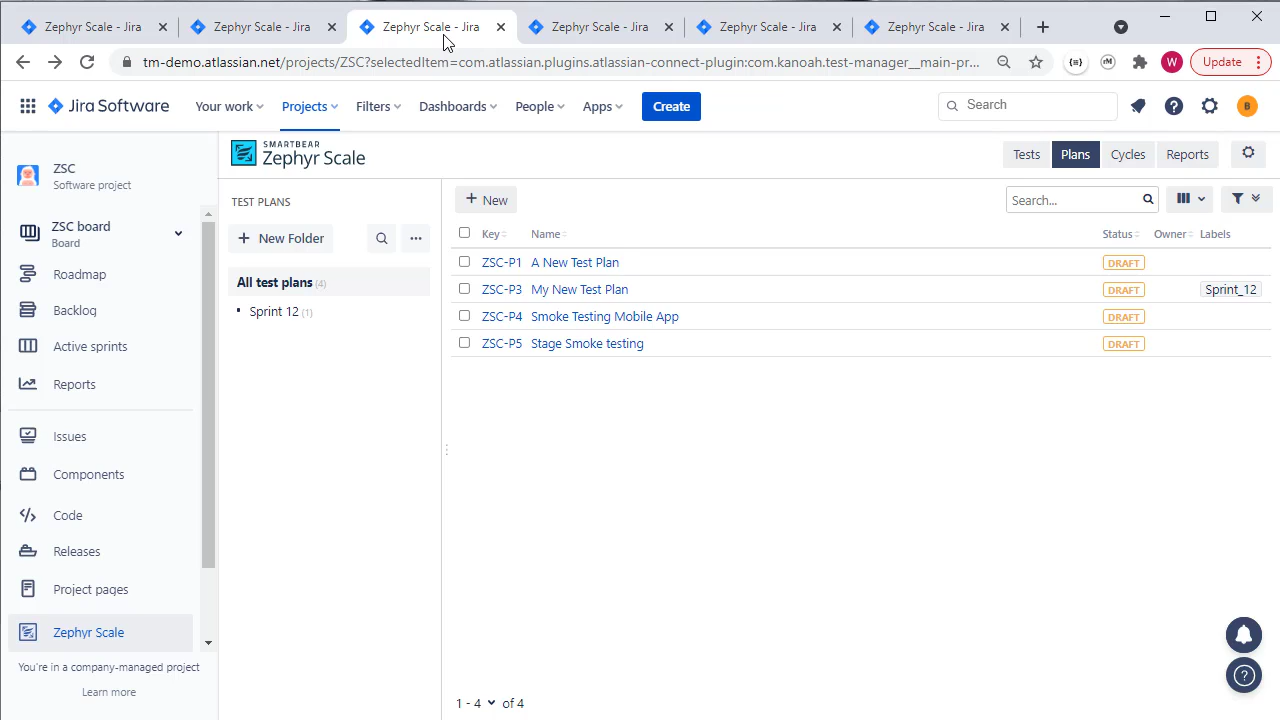 Zephyr Scale - Jira
Zephyr Scale - Jira
Zephyr Scale - Jira
Zephyr Scale - Jira
Zephyr Scale - Jira
Zephyr Scale - Jira
tm-demo.atlassian.net/projects/ZSC?selectedItem=com.atlassian.plugins.atlassian-connect-plugin:com.kanoah.test-manager__main-pr...
W
Update
Jira Software
Your work
Projects
Filters
Dashboards
People
Apps
Create
Search
B
ZSC
Software project
ZSC board
Board
Roadmap
Backlog
Active sprints
Reports
Issues
Components
Code
Releases
Project pages
Zephyr Scale
You're in a company-managed project
Learn more
SMARTBEAR
Zephyr Scale
Tests
Plans
Cycles
Reports
TEST PLANS
+ New Folder
...
All test plans (4)
Sprint 12 (1)
+ New
Search...
Key Name Status Owner Labels
ZSC-P1 A New Test Plan DRAFT
ZSC-P3 My New Test Plan DRAFT Sprint_12
ZSC-P4 Smoke Testing Mobile App DRAFT
ZSC-P5 Stage Smoke testing DRAFT
1 - 4 of 4